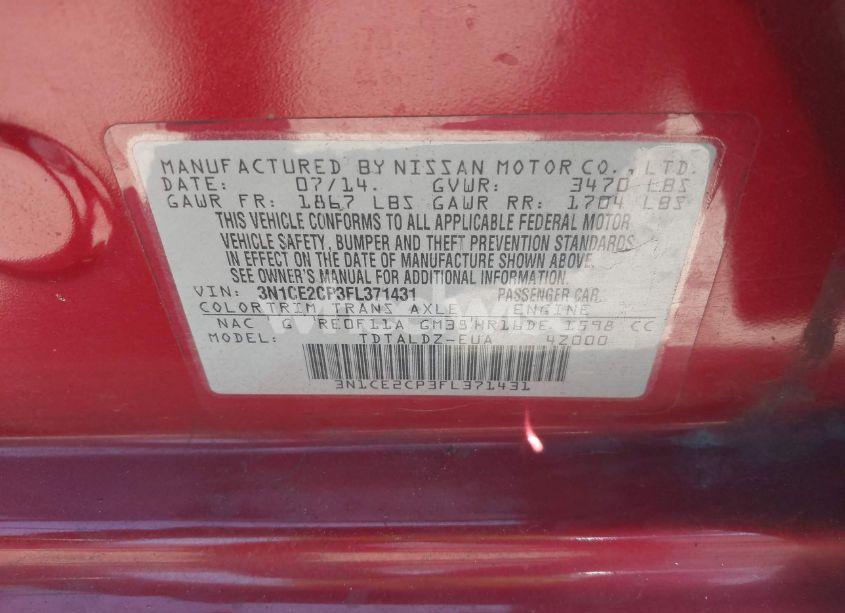 MANUFACTURED BY NISSAN MOTOR CO., LTD.
DATE: 07/14. GVWR: 3470 LBS
GAWR FR: 1867 LBS GAWR RR: 1704 LBS
THIS VEHICLE CONFORMS TO ALL APPLICABLE FEDERAL MOTOR
VEHICLE SAFETY, BUMPER AND THEFT PREVENTION STANDARDS
IN EFFECT ON THE DATE OF MANUFACTURE SHOWN ABOVE.
SEE OWNER'S MANUAL FOR ADDITIONAL INFORMATION.
VIN: 3N1CE2CP3FL371431 PASSENGER CAR.
COLOR TRIM TRANS AXLE ENGINE
NAC G RE0F11A GM38 HR16DE 1598 CC
MODEL: TDTALDZ-EUA 4Z000
3N1CE2CP3FL371431